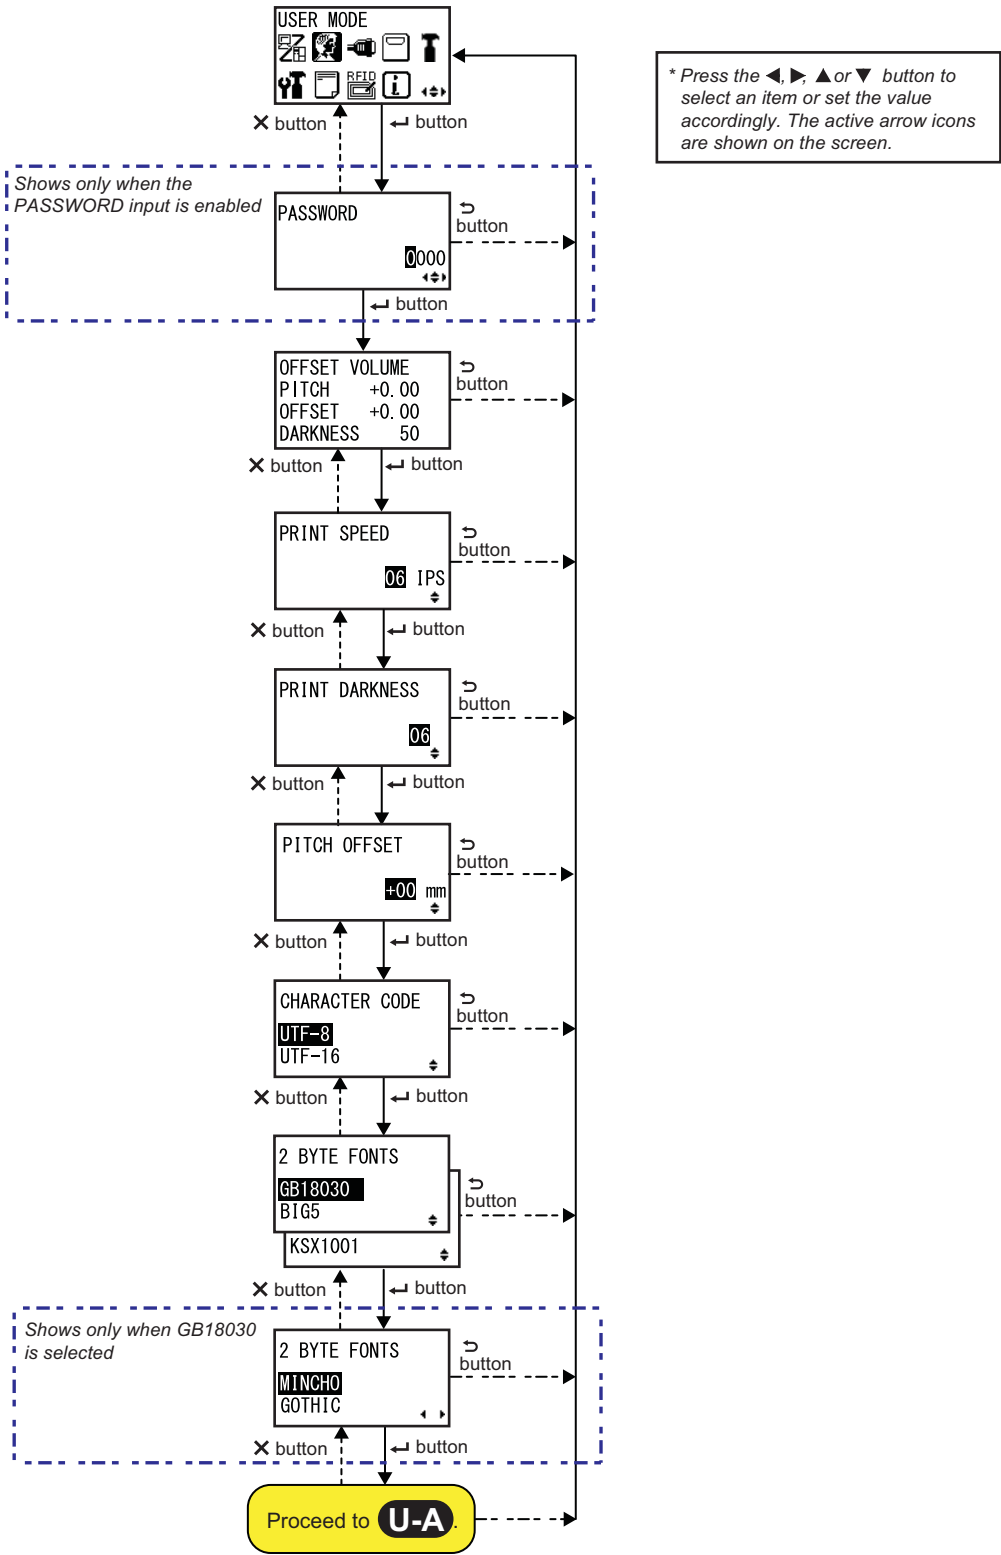 USER MODE
RFID
* Press the ◀, ▶, ▲ or ▼ button to
select an item or set the value
accordingly. The active arrow icons
are shown on the screen.
✕ button
↵ button
Shows only when the
PASSWORD input is enabled
PASSWORD
0000
⮌
button
↵ button
OFFSET VOLUME
PITCH +0.00
OFFSET +0.00
DARKNESS 50
⮌
button
✕ button
↵ button
PRINT SPEED
06 IPS
⮌
button
✕ button
↵ button
PRINT DARKNESS
06
⮌
button
✕ button
↵ button
PITCH OFFSET
+00 mm
⮌
button
✕ button
↵ button
CHARACTER CODE
UTF-8
UTF-16
⮌
button
✕ button
↵ button
2 BYTE FONTS
GB18030
BIG5
KSX1001
⮌
button
✕ button
↵ button
Shows only when GB18030
is selected
2 BYTE FONTS
MINCHO
GOTHIC
⮌
button
✕ button
↵ button
Proceed to U-A.